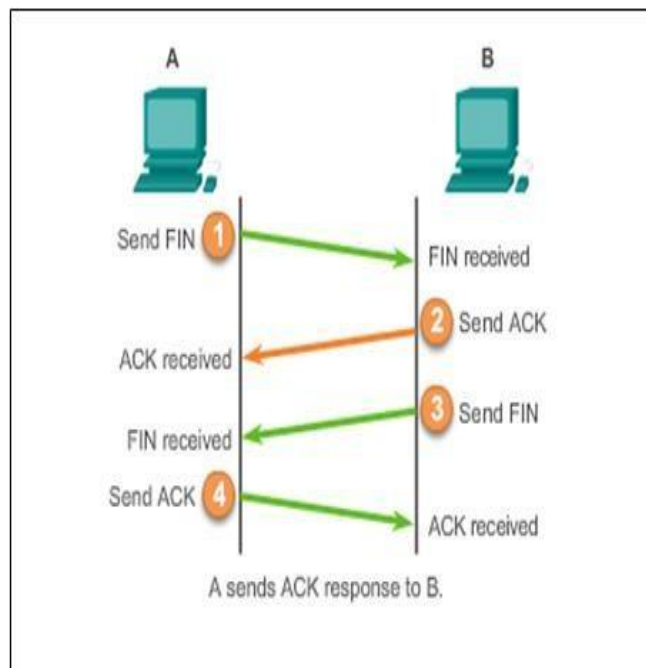 A B
Send FIN 1
FIN received
2 Send ACK
ACK received
3 Send FIN
FIN received
Send ACK 4
ACK received
A sends ACK response to B.